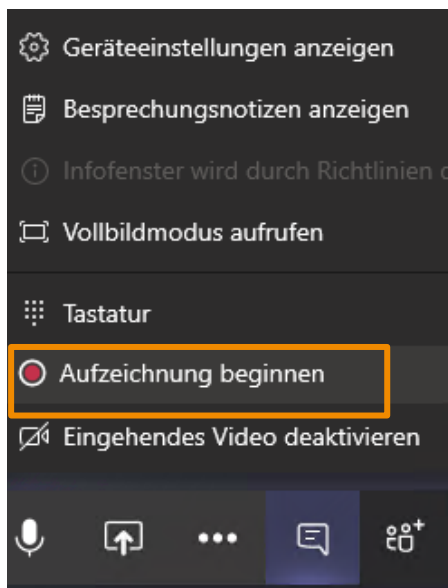 Geräteeinstellungen anzeigen
Besprechungsnotizen anzeigen
Infofenster wird durch Richtlinien
Vollbildmodus aufrufen
Tastatur
Aufzeichnung beginnen
Eingehendes Video deaktivieren